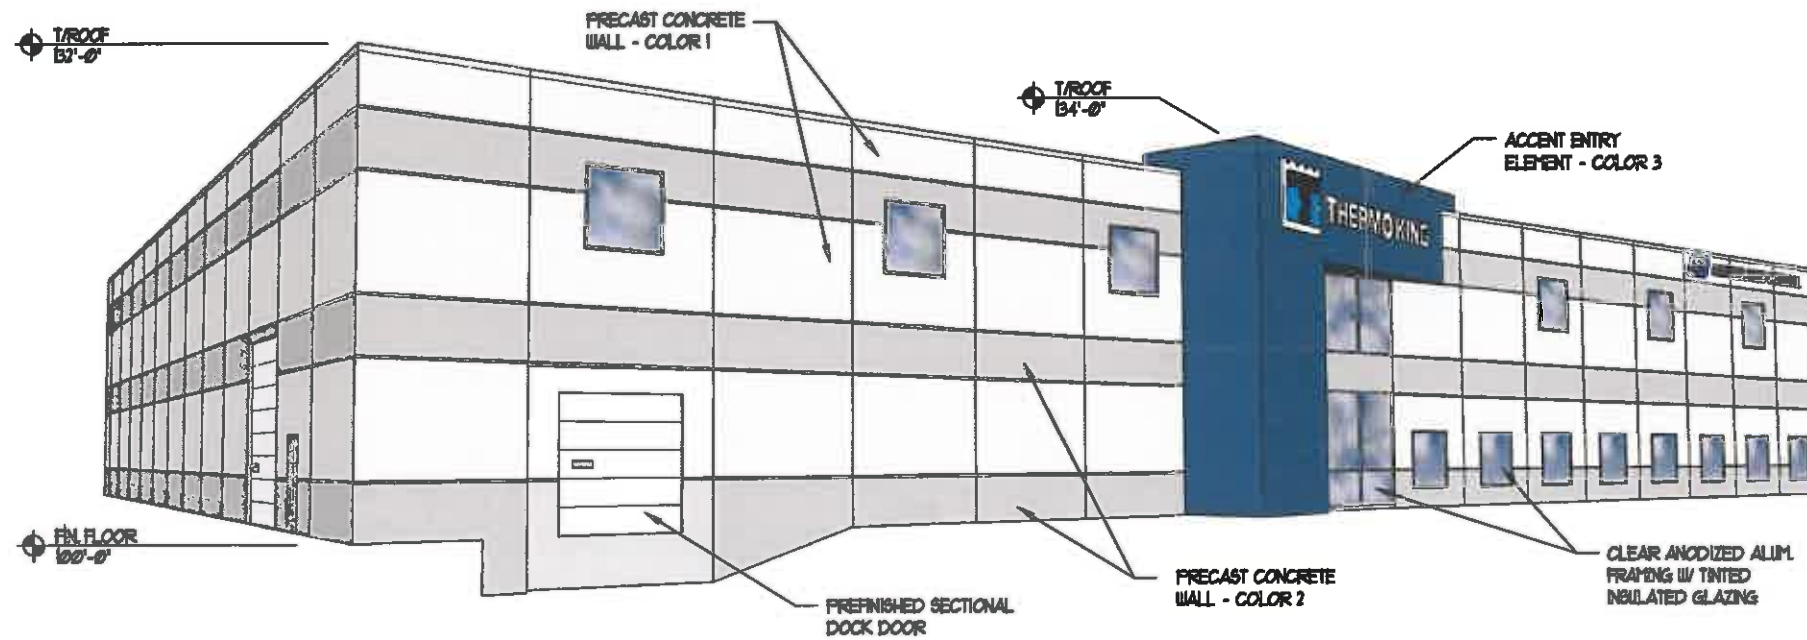 T/ROOF
132'-0"
PRECAST CONCRETE
WALL - COLOR 1
T/ROOF
134'-0"
ACCENT ENTRY
ELEMENT - COLOR 3
THERMO KING
FIN. FLOOR
100'-0"
PREFINISHED SECTIONAL
DOCK DOOR
PRECAST CONCRETE
WALL - COLOR 2
CLEAR ANODIZED ALUM.
FRAMING W/ TINTED
INSULATED GLAZING